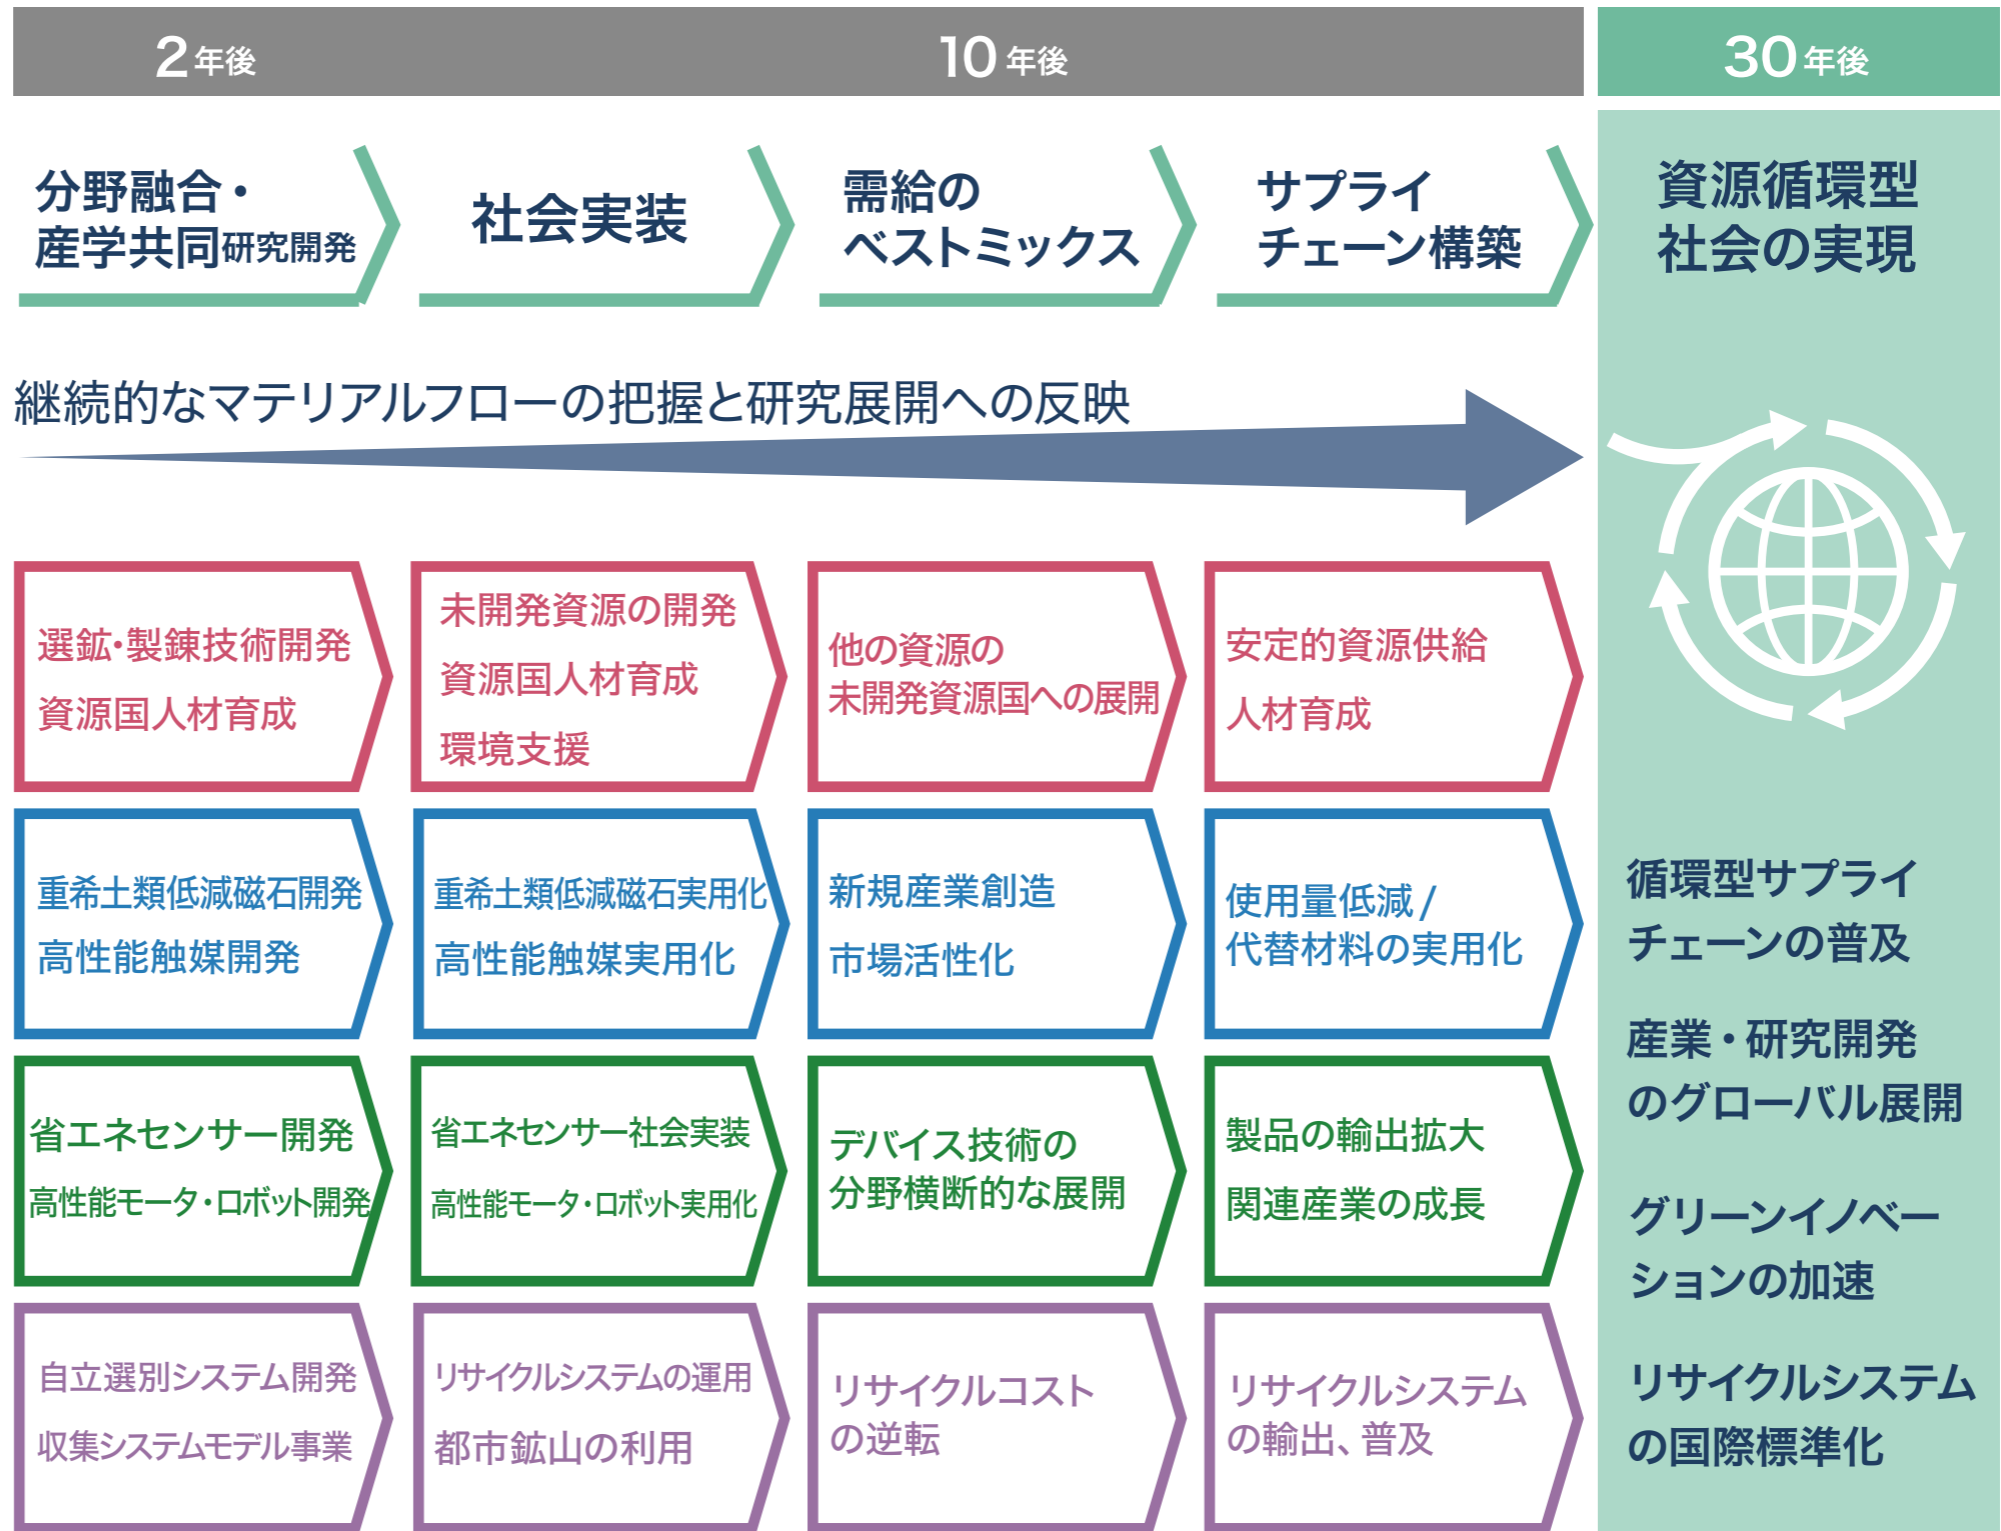 2年後
10年後
30年後
分野融合・
産学共同研究開発
社会実装
需給の
ベストミックス
サプライ
チェーン構築
資源循環型
社会の実現
継続的なマテリアルフローの把握と研究展開への反映
選鉱・製錬技術開発
資源国人材育成
未開発資源の開発
資源国人材育成
環境支援
他の資源の
未開発資源国への展開
安定的資源供給
人材育成
重希土類低減磁石開発
高性能触媒開発
重希土類低減磁石実用化
高性能触媒実用化
新規産業創造
市場活性化
使用量低減/
代替材料の実用化
省エネセンサー開発
高性能モータ・ロボット開発
省エネセンサー社会実装
高性能モータ・ロボット実用化
デバイス技術の
分野横断的な展開
製品の輸出拡大
関連産業の成長
自立選別システム開発
収集システムモデル事業
リサイクルシステムの運用
都市鉱山の利用
リサイクルコスト
の逆転
リサイクルシステム
の輸出、普及
循環型サプライ
チェーンの普及
産業・研究開発
のグローバル展開
グリーンイノベー
ションの加速
リサイクルシステム
の国際標準化